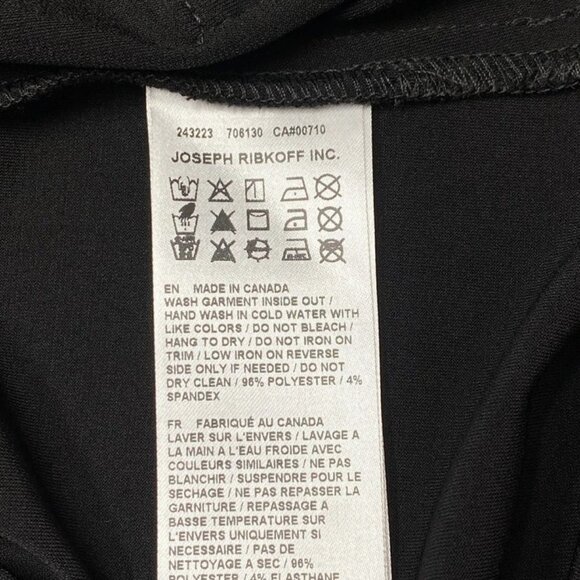 243223 706130 CA#00710
JOSEPH RIBKOFF INC.
EN MADE IN CANADA
WASH GARMENT INSIDE OUT /
HAND WASH IN COLD WATER WITH
LIKE COLORS / DO NOT BLEACH /
HANG TO DRY / DO NOT IRON ON
TRIM / LOW IRON ON REVERSE
SIDE ONLY IF NEEDED / DO NOT
DRY CLEAN / 96% POLYESTER / 4%
SPANDEX
FR FABRIQUÉ AU CANADA
LAVER SUR L'ENVERS / LAVAGE A
LA MAIN A L'EAU FROIDE AVEC
COULEURS SIMILAIRES / NE PAS
BLANCHIR / SUSPENDRE POUR LE
SECHAGE / NE PAS REPASSER LA
GARNITURE / REPASSAGE A
BASSE TEMPERATURE SUR
L'ENVERS UNIQUEMENT SI
NECESSAIRE / PAS DE
NETTOYAGE A SEC / 96%
POLYESTER / 4% ELASTHANE